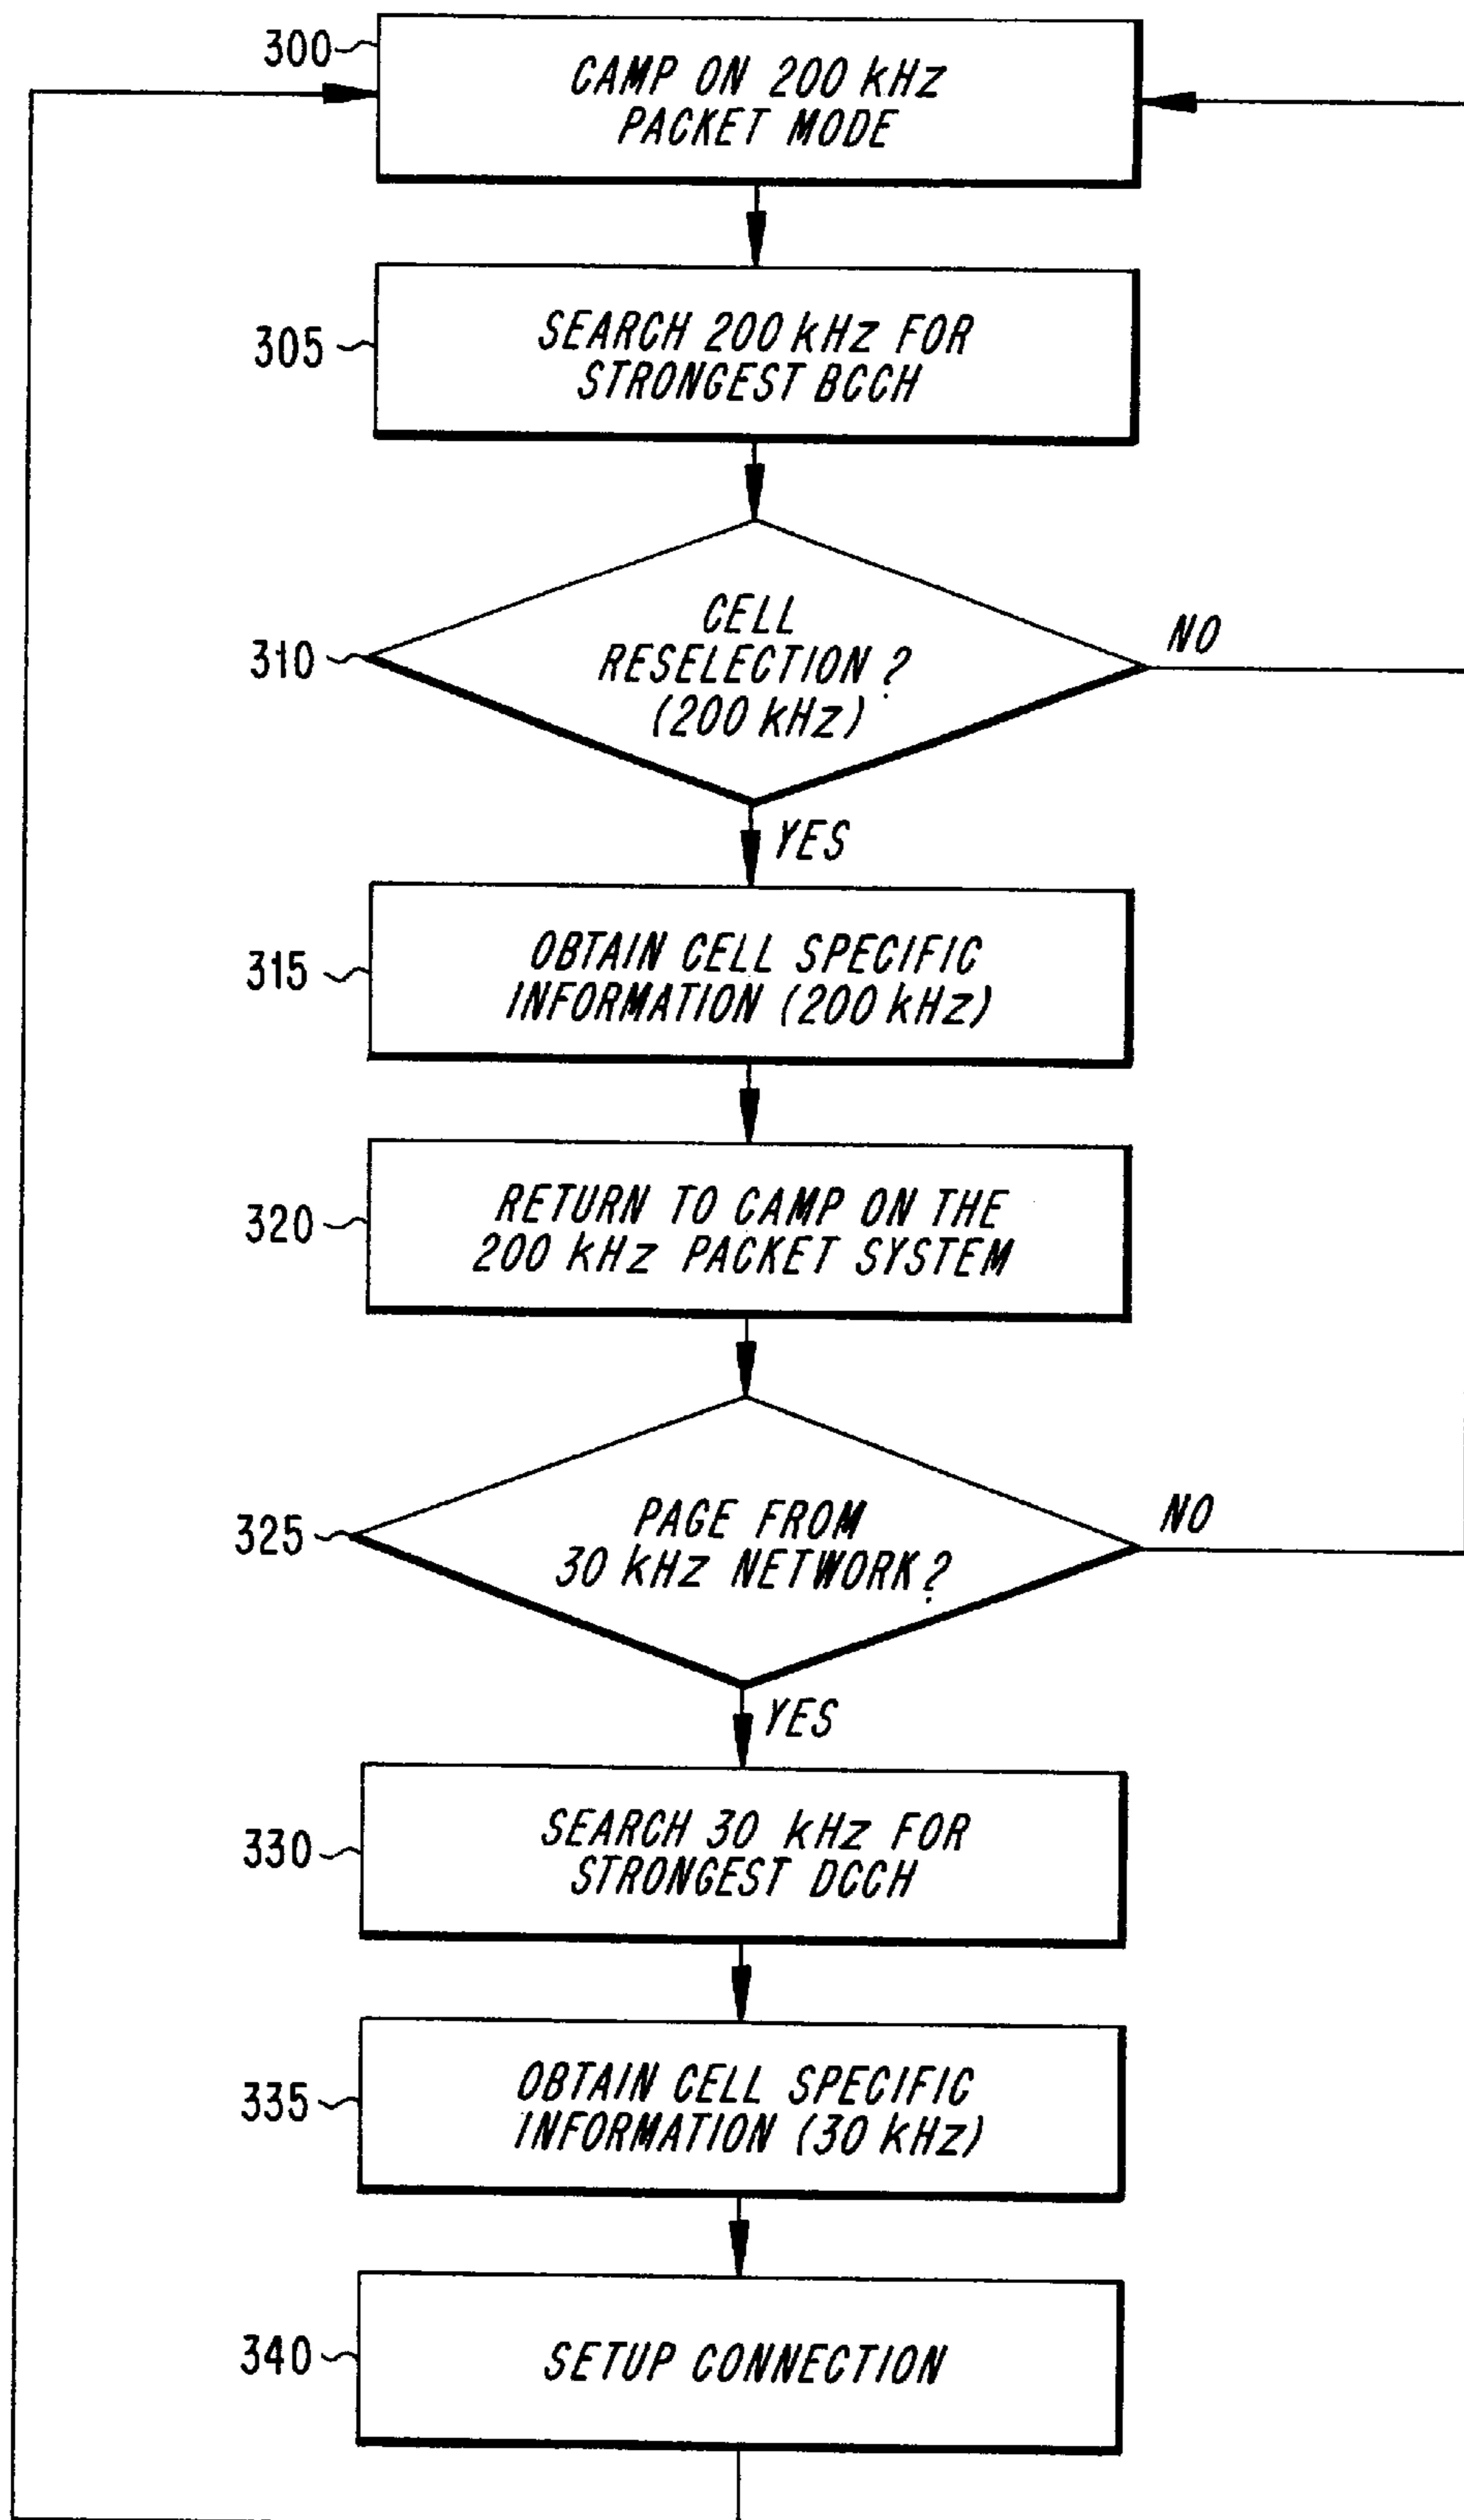 300
CAMP ON 200 kHz
PACKET MODE
305
SEARCH 200 kHz FOR
STRONGEST BCCH
310
CELL
RESELECTION?
(200 kHz)
NO
YES
315
OBTAIN CELL SPECIFIC
INFORMATION (200 kHz)
320
RETURN TO CAMP ON THE
200 kHz PACKET SYSTEM
325
PAGE FROM
30 kHz NETWORK?
NO
YES
330
SEARCH 30 kHz FOR
STRONGEST DCCH
335
OBTAIN CELL SPECIFIC
INFORMATION (30 kHz)
340
SETUP CONNECTION